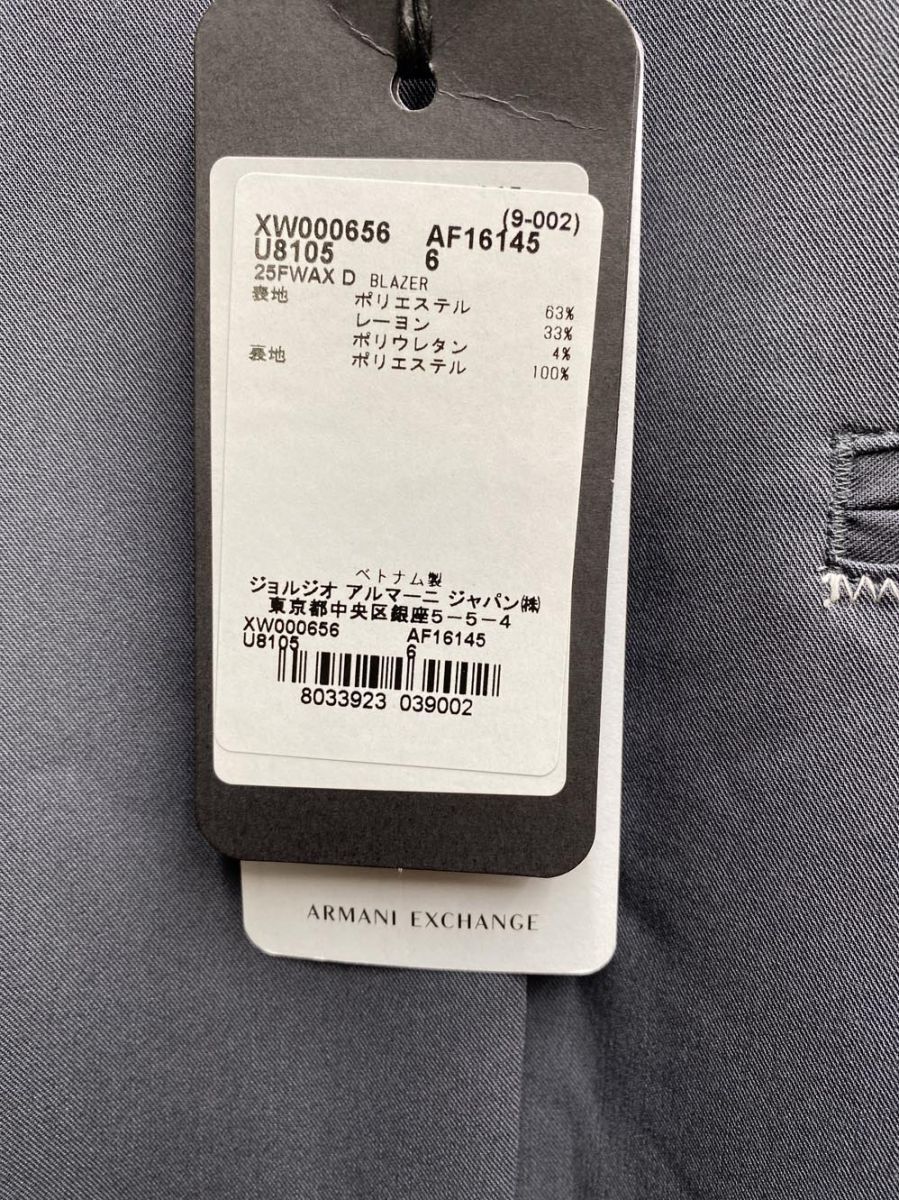 (9-002)
XW000656 AF16145
U8105 6
25FWAX D BLAZER
表地 ポリエステル 63%
レーヨン 33%
ポリウレタン 4%
裏地 ポリエステル 100%
ベトナム製
ジョルジオ アルマーニ ジャパン㈱
東京都中央区銀座5-5-4
XW000656 AF16145
U8105 6
8033923 039002
ARMANI EXCHANGE